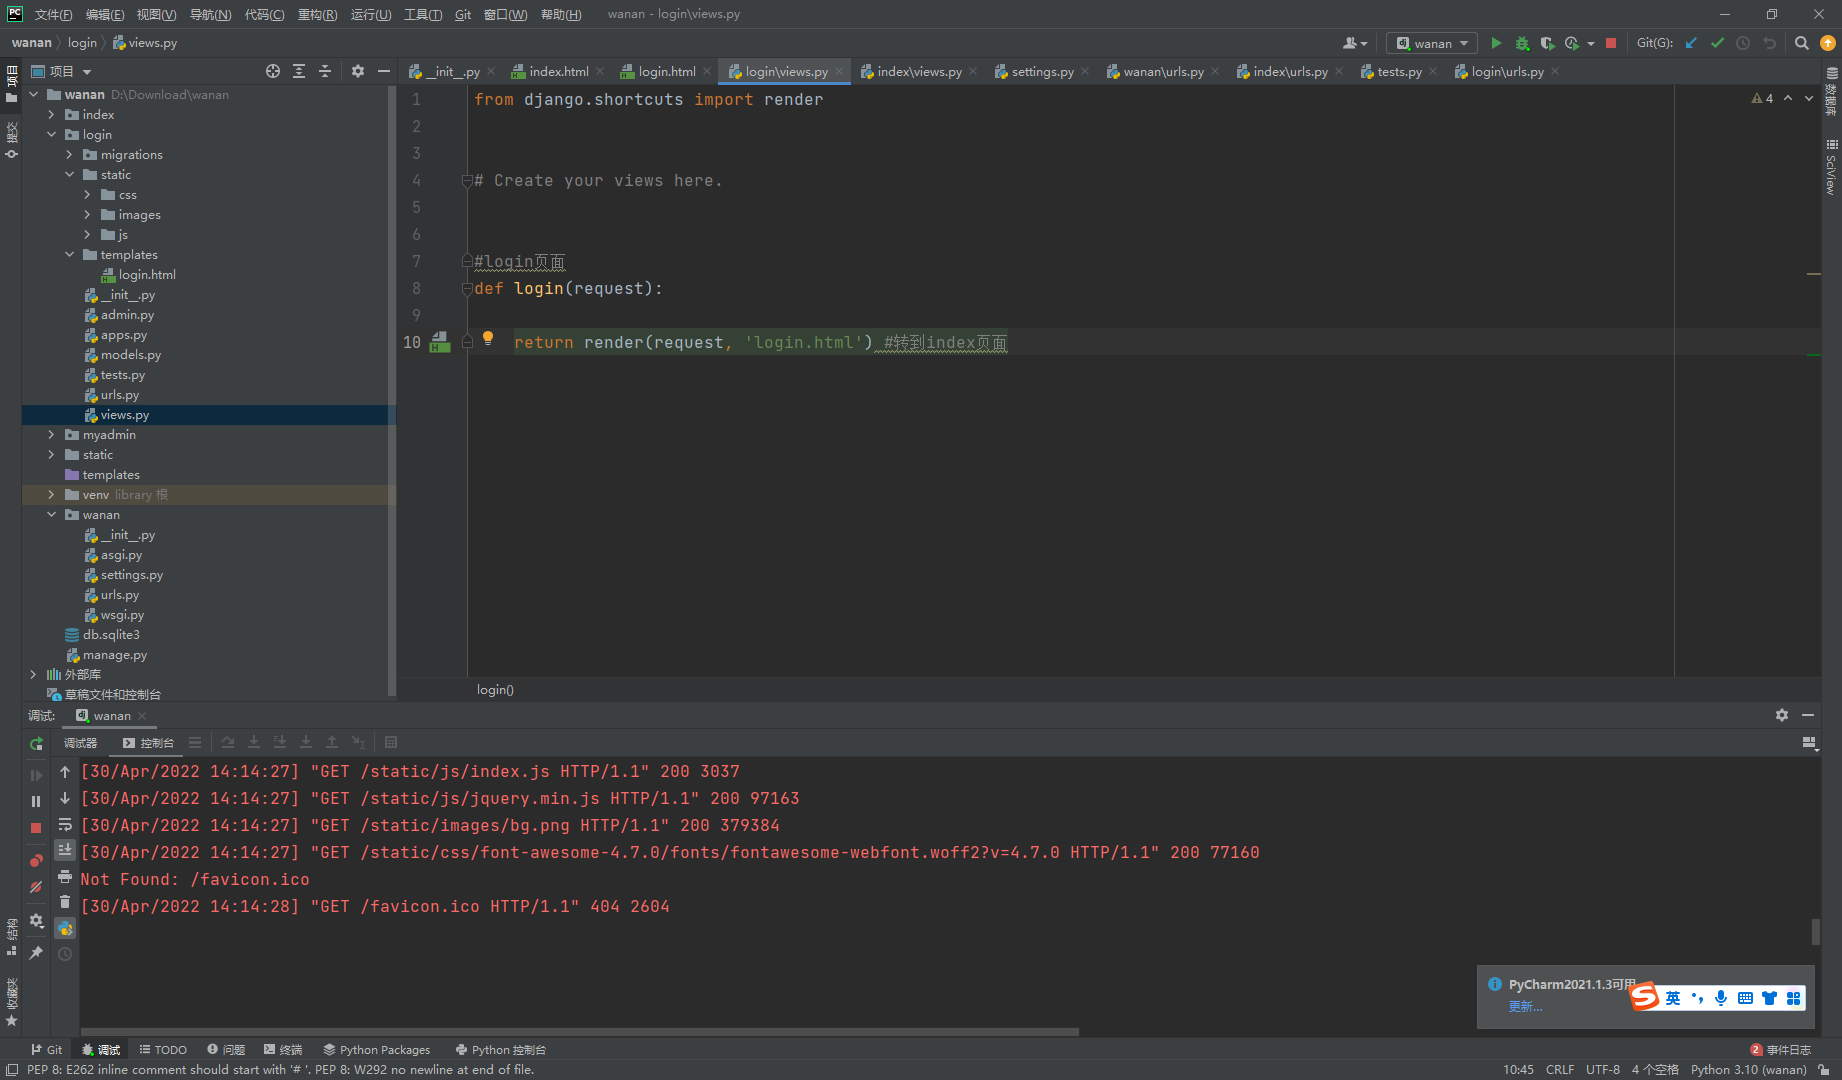 PC 文件(F) 编辑(E) 视图(V) 导航(N) 代码(C) 重构(R) 运行(U) 工具(T) Git 窗口(W) 帮助(H) wanan - login\views.py
wanan login views.py wanan Git(G):
项目 __init__.py index.html login.html login\views.py index\views.py settings.py wanan\urls.py index\urls.py tests.py login\urls.py
项目
提交
结构
收藏夹
数据库
SciView
wanan D:\Download\wanan
index
login
migrations
static
css
images
js
templates
login.html
__init__.py
admin.py
apps.py
models.py
tests.py
urls.py
views.py
myadmin
static
templates
venv library 根
wanan
__init__.py
asgi.py
settings.py
urls.py
wsgi.py
db.sqlite3
manage.py
外部库
草稿文件和控制台
4
1 from django.shortcuts import render
2
3
4 # Create your views here.
5
6
7 #login页面
8 def login(request):
9
10 return render(request, 'login.html') #转到index页面
login()
调试: wanan
调试器 控制台
[30/Apr/2022 14:14:27] "GET /static/js/index.js HTTP/1.1" 200 3037
[30/Apr/2022 14:14:27] "GET /static/js/jquery.min.js HTTP/1.1" 200 97163
[30/Apr/2022 14:14:27] "GET /static/images/bg.png HTTP/1.1" 200 379384
[30/Apr/2022 14:14:27] "GET /static/css/font-awesome-4.7.0/fonts/fontawesome-webfont.woff2?v=4.7.0 HTTP/1.1" 200 77160
Not Found: /favicon.ico
[30/Apr/2022 14:14:28] "GET /favicon.ico HTTP/1.1" 404 2604
PyCharm2021.1.3可用
更新...
英
Git 调试 TODO 问题 终端 Python Packages Python 控制台 2 事件日志
PEP 8: E262 inline comment should start with '# '. PEP 8: W292 no newline at end of file. 10:45 CRLF UTF-8 4 个空格 Python 3.10 (wanan)